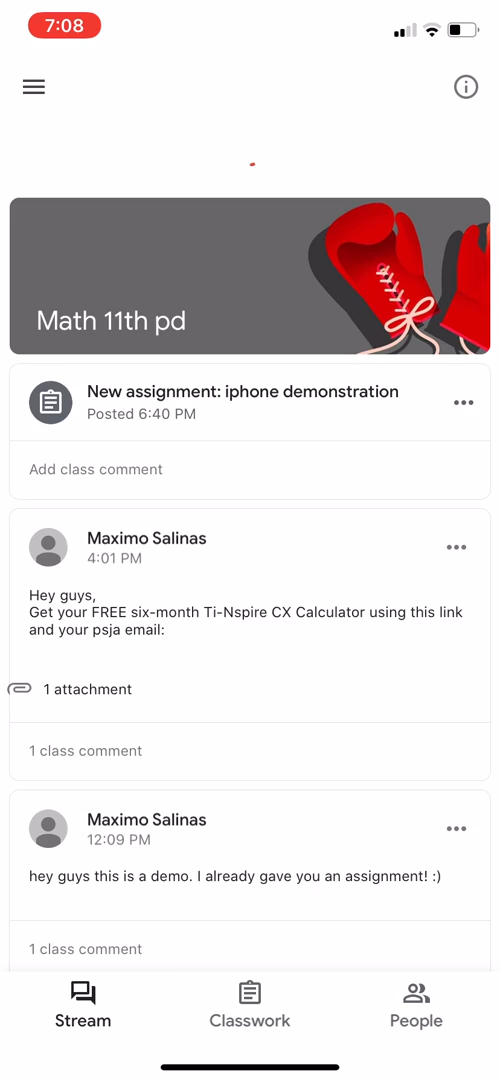 7:08
Math 11th pd
New assignment: iphone demonstration
Posted 6:40 PM
Add class comment
Maximo Salinas
4:01 PM
Hey guys,
Get your FREE six-month Ti-Nspire CX Calculator using this link
and your psja email:
1 attachment
1 class comment
Maximo Salinas
12:09 PM
hey guys this is a demo. I already gave you an assignment! :)
1 class comment
Stream
Classwork
People